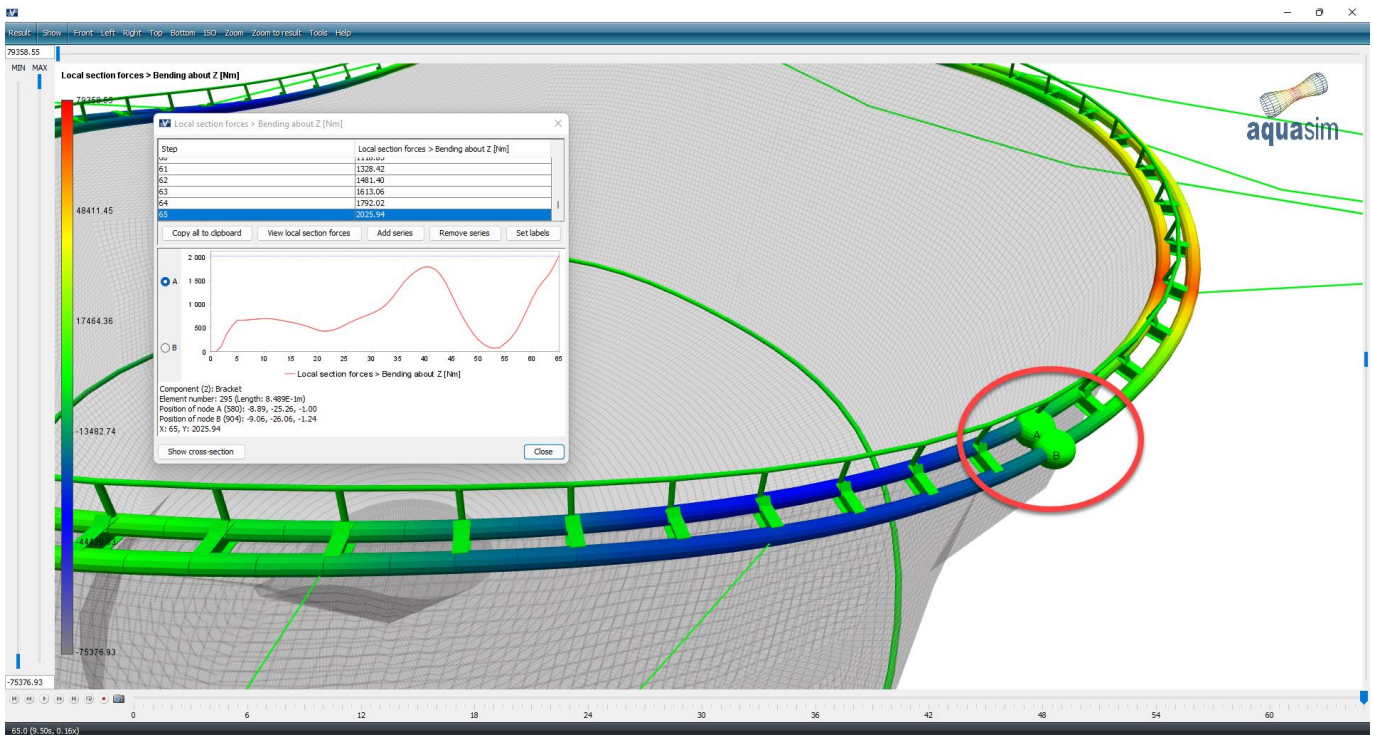 Result Show Front Left Right Top Bottom ISO Zoom Zoom to result Tools Help
79358.55
MIN MAX
Local section forces > Bending about Z [Nm]
79358.55
48411.45
17464.36
-13482.74
-75376.93
-75376.93
aquasim
Local section forces > Bending about Z [Nm]
Step Local section forces > Bending about Z [Nm]
61 1328.42
62 1481.40
63 1613.06
64 1792.02
65 2025.94
Copy all to clipboard View local section forces Add series Remove series Set labels
2 000
A 1 500
1 000
500
B
0
0 5 10 15 20 25 30 35 40 45 50 55 60 65
Local section forces > Bending about Z [Nm]
Component (2): Bracket
Element number: 295 (Length: 8.489E-1m)
Position of node A (580): -8.89, -25.26, -1.00
Position of node B (904): -9.06, -26.06, -1.24
X: 65, Y: 2025.94
Show cross-section Close
A
B
0 6 12 18 24 30 36 42 48 54 60
65.0 (9.50s, 0.16x)